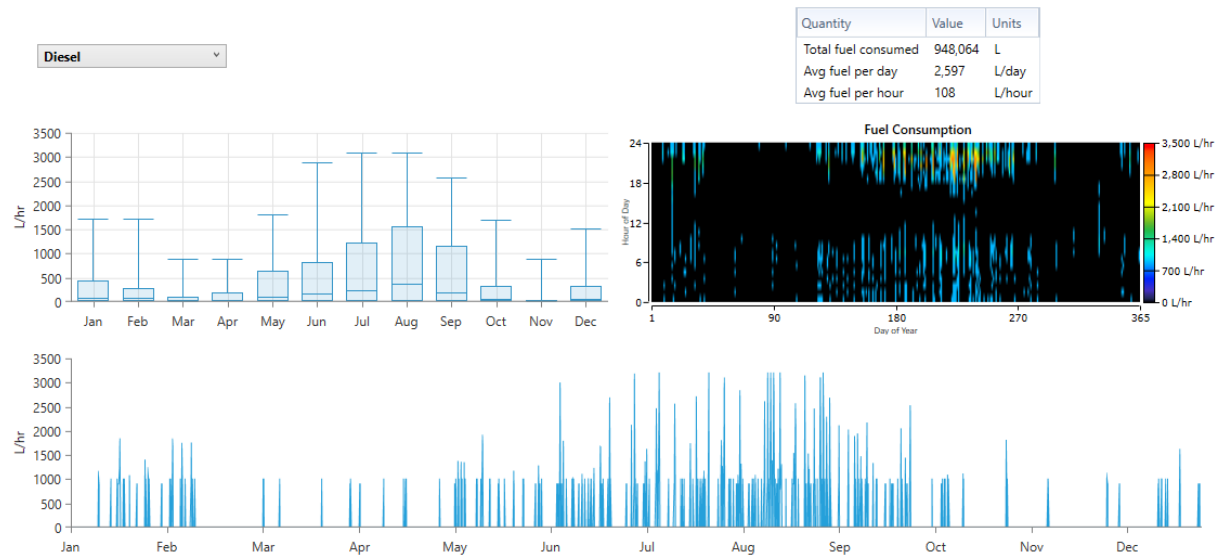 Quantity Value Units
Diesel
Total fuel consumed 948,064 L
Avg fuel per day 2,597 L/day
Avg fuel per hour 108 L/hour
3500
3000
2500
2000
1500
1000
500
0
L/hr
Jan Feb Mar Apr May Jun Jul Aug Sep Oct Nov Dec
Fuel Consumption
24
18
12
6
0
Hour of Day
1 90 180 270 365
Day of Year
3,500 L/hr
2,800 L/hr
2,100 L/hr
1,400 L/hr
700 L/hr
0 L/hr
3500
3000
2500
2000
1500
1000
500
0
L/hr
Jan Feb Mar Apr May Jun Jul Aug Sep Oct Nov Dec